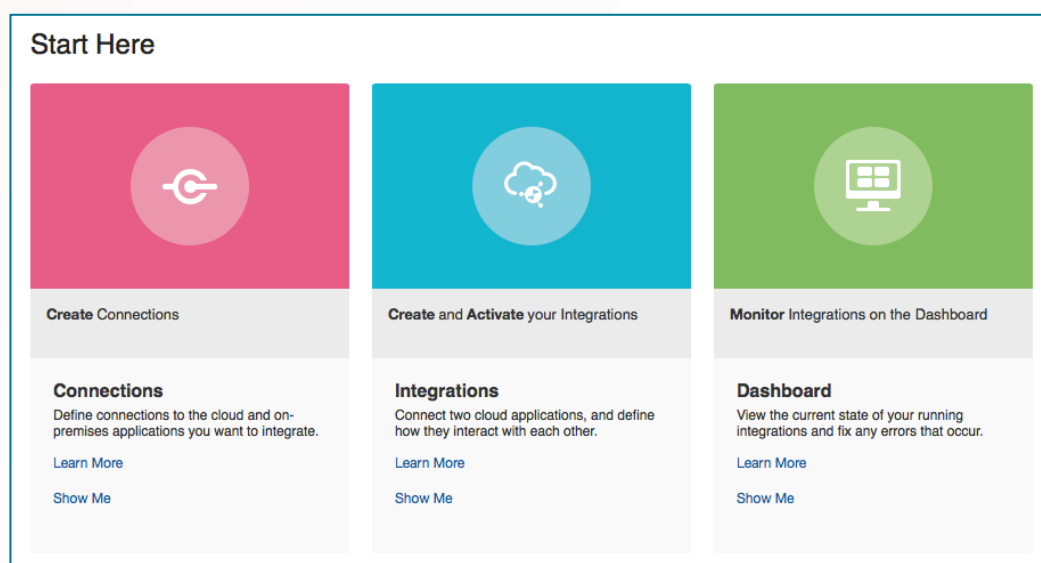 Start Here
Create Connections
Connections
Define connections to the cloud and on-
premises applications you want to integrate.
Learn More
Show Me
Create and Activate your Integrations
Integrations
Connect two cloud applications, and define
how they interact with each other.
Learn More
Show Me
Monitor Integrations on the Dashboard
Dashboard
View the current state of your running
integrations and fix any errors that occur.
Learn More
Show Me